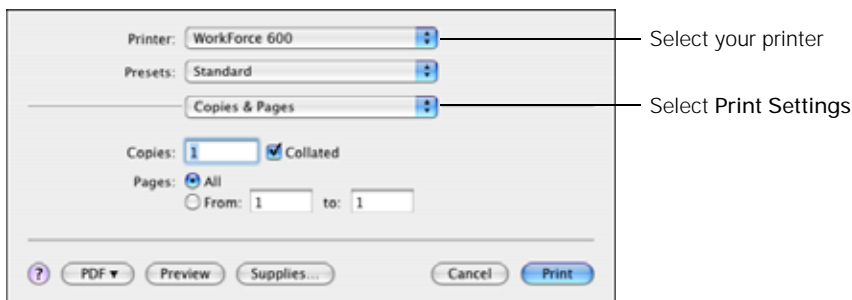 Printer: WorkForce 600 Select your printer
Presets: Standard
Copies & Pages Select Print Settings
Copies: 1 Collated
Pages: All
From: 1 to: 1
? PDF Preview Supplies... Cancel Print